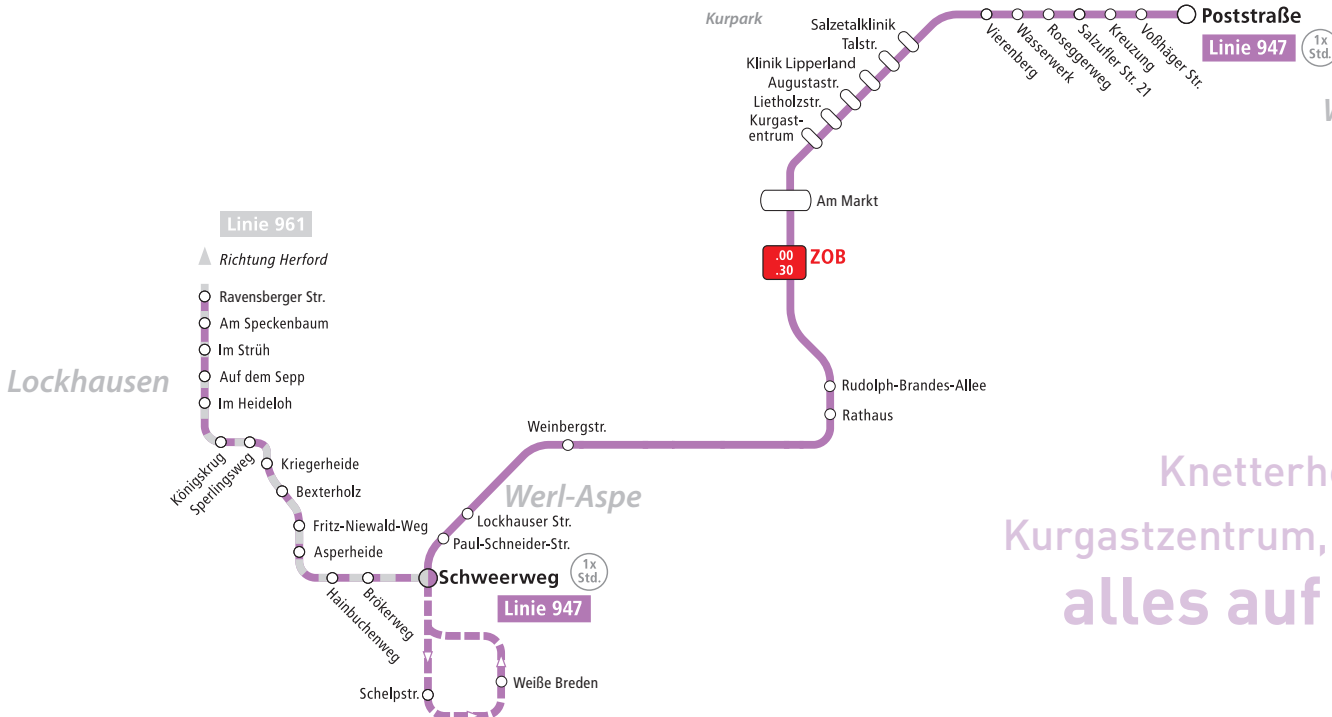 Kurpark
Salzetalklinik
Talstr.
Klinik Lipperland
Augustastr.
Lietholzstr.
Kurgast-
zentrum
Vierenberg
Wasserwerk
Roseggerweg
Salzufler Str. 21
Kreuzung
Voßhäger Str.
Poststraße
Linie 947
1x
Std.
Am Markt
.00
.30
ZOB
Linie 961
Richtung Herford
Ravensberger Str.
Am Speckenbaum
Im Strüh
Auf dem Sepp
Im Heideloh
Lockhausen
Königskrug
Sperlingsweg
Kriegerheide
Bexterholz
Fritz-Niewald-Weg
Asperheide
Hainbuchenweg
Brökerweg
Rudolph-Brandes-Allee
Rathaus
Weinbergstr.
Werl-Aspe
Lockhauser Str.
Paul-Schneider-Str.
Schweerweg
1x
Std.
Linie 947
Schelpstr.
Weiße Breden
Knetterh
Kurgastzentrum,
alles auf